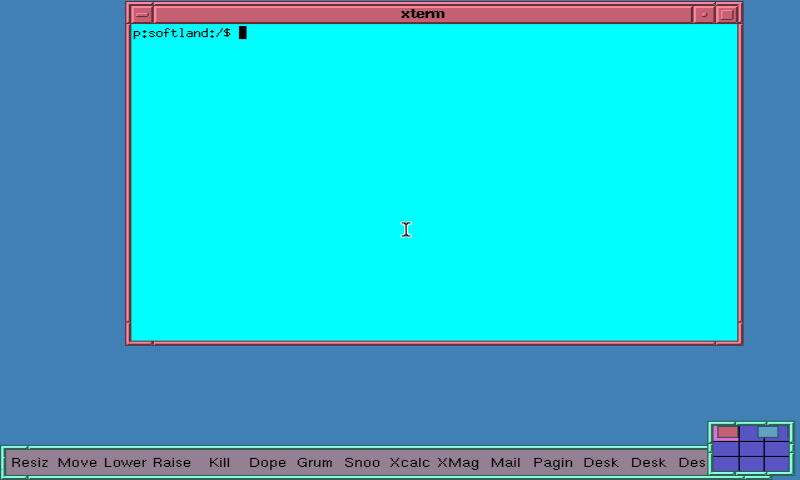 xterm
p:softland:/$
Resiz Move Lower Raise Kill Dope Grum Snoo Xcalc XMag Mail Pagin Desk Desk Des